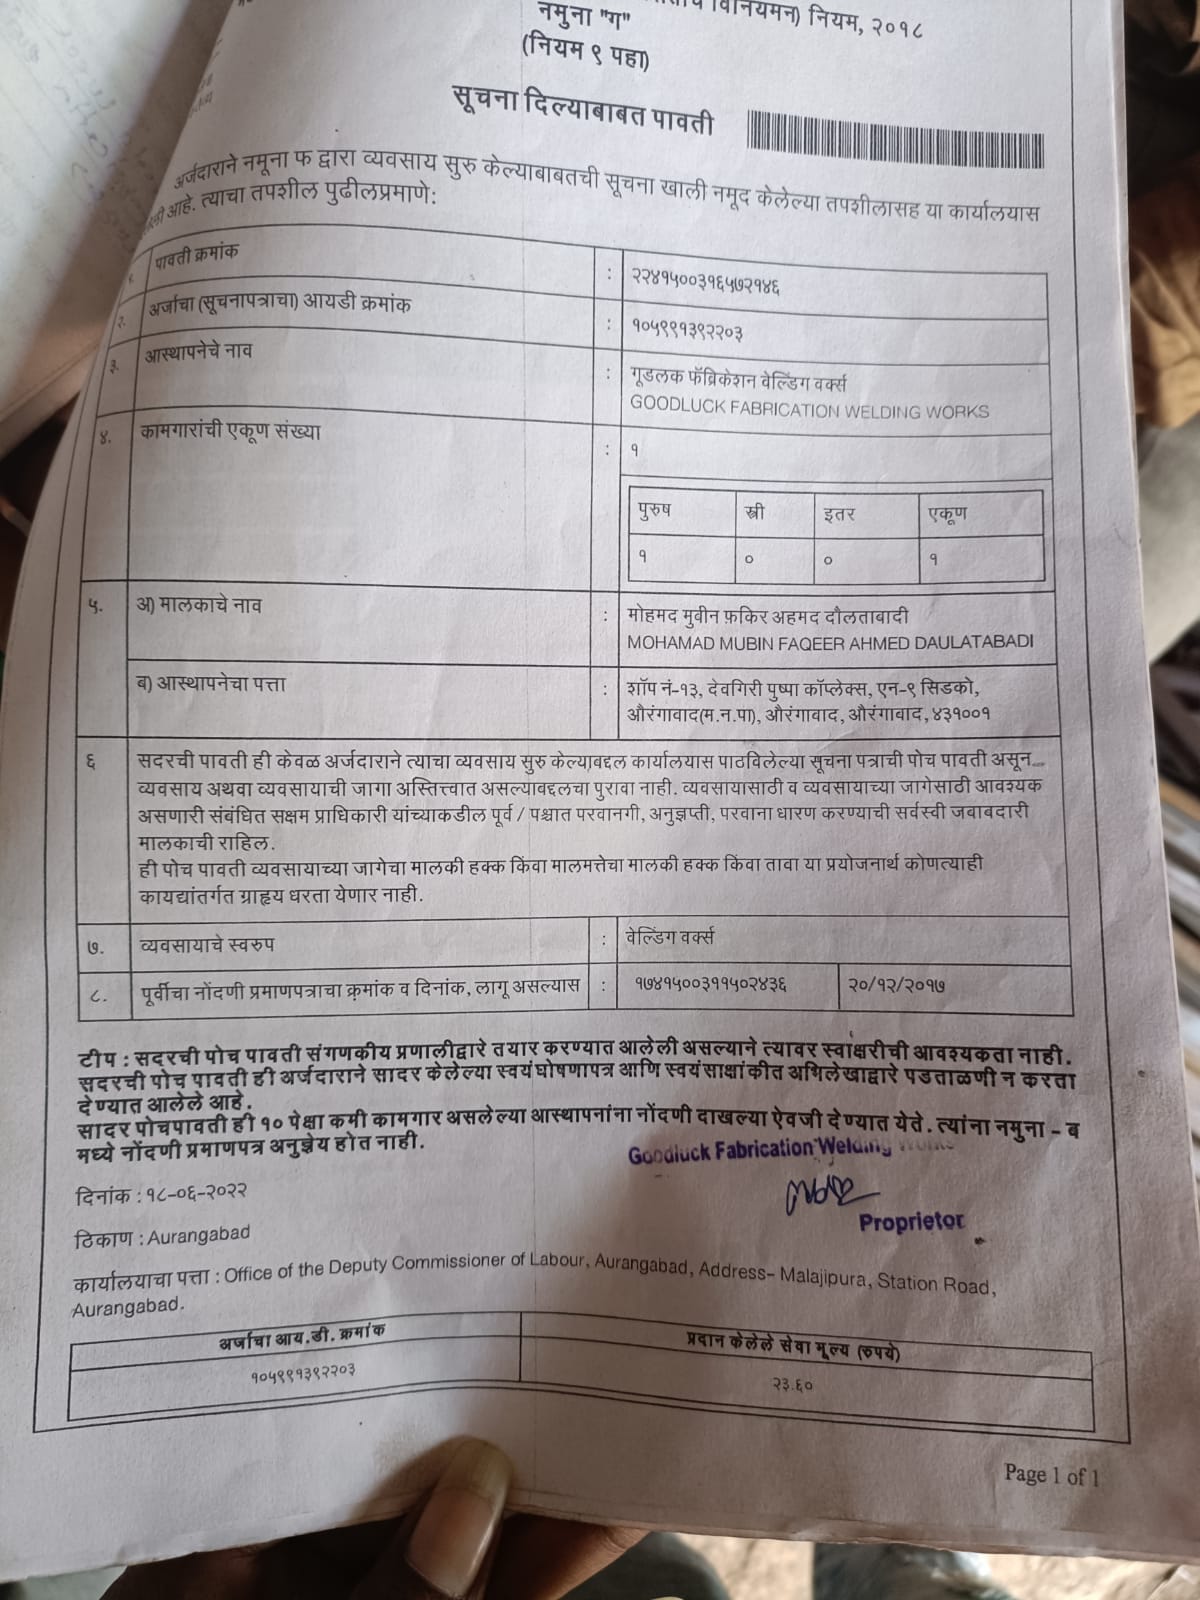 विनियमन) नियम, २०१८
नमुना "ग"
(नियम ९ पहा)
सूचना दिल्याबाबत पावती
अर्जदाराने नमूना फ द्वारा व्यवसाय सुरु केल्याबाबतची सूचना खाली नमूद केलेल्या तपशीलासह या कार्यालयास
आहे. त्याचा तपशील पुढीलप्रमाणे:
१. पावती क्रमांक : २२४१५००३१६५७२१४६
२. अर्जाचा (सूचनापत्राचा) आयडी क्रमांक : १०५९९१३९२२०३
३. आस्थापनेचे नाव : गूडलक फॅब्रिकेशन वेल्डिंग वर्क्स
GOODLUCK FABRICATION WELDING WORKS
४. कामगारांची एकूण संख्या : १
पुरुष स्त्री इतर एकूण
१ ० ० १
५. अ) मालकाचे नाव : मोहमद मुबीन फ़किर अहमद दौलताबादी
MOHAMAD MUBIN FAQEER AHMED DAULATABADI
ब) आस्थापनेचा पत्ता : शॉप नं-१३, देवगिरी पुष्पा कॉप्लेक्स, एन-९ सिडको,
औरंगाबाद(म.न.पा), औरंगाबाद, औरंगाबाद, ४३१००१
६ सदरची पावती ही केवळ अर्जदाराने त्याचा व्यवसाय सुरु केल्याबद्दल कार्यालयास पाठविलेल्या सूचना पत्राची पोच पावती असून
व्यवसाय अथवा व्यवसायाची जागा अस्तित्त्वात असल्याबद्दलचा पुरावा नाही. व्यवसायासाठी व व्यवसायाच्या जागेसाठी आवश्यक
असणारी संबंधित सक्षम प्राधिकारी यांच्याकडील पूर्व / पश्चात परवानगी, अनुज्ञप्ती, परवाना धारण करण्याची सर्वस्वी जबाबदारी
मालकाची राहिल.
ही पोच पावती व्यवसायाच्या जागेचा मालकी हक्क किंवा मालमत्तेचा मालकी हक्क किंवा ताबा या प्रयोजनार्थ कोणत्याही
कायद्यांतर्गत ग्राह्य धरता येणार नाही.
७. व्यवसायाचे स्वरुप : वेल्डिंग वर्क्स
८. पूर्वीचा नोंदणी प्रमाणपत्राचा क्रमांक व दिनांक, लागू असल्यास : १७४१५००३११५०२४३६ २०/१२/२०१७
टीप : सदरची पोच पावती संगणकीय प्रणालीद्वारे तयार करण्यात आलेली असल्याने त्यावर स्वाक्षरीची आवश्यकता नाही.
सदरची पोच पावती ही अर्जदाराने सादर केलेल्या स्वयंघोषणापत्र आणि स्वयंसाक्षांकीत अभिलेखाद्वारे पडताळणी न करता
देण्यात आलेले आहे.
सादर पोचपावती ही १० पेक्षा कमी कामगार असलेल्या आस्थापनांना नोंदणी दाखल्या ऐवजी देण्यात येते. त्यांना नमुना - ब
मध्ये नोंदणी प्रमाणपत्र अनुज्ञेय होत नाही.
Goodluck Fabrication Welding Works
Proprietor
दिनांक : १८-०६-२०२२
ठिकाण : Aurangabad
कार्यालयाचा पत्ता : Office of the Deputy Commissioner of Labour, Aurangabad, Address- Malajipura, Station Road,
Aurangabad.
अर्जाचा आय.डी. क्रमांक प्रदान केलेले सेवा मूल्य (रुपये)
१०५९९१३९२२०३ २३.६०
Page 1 of 1